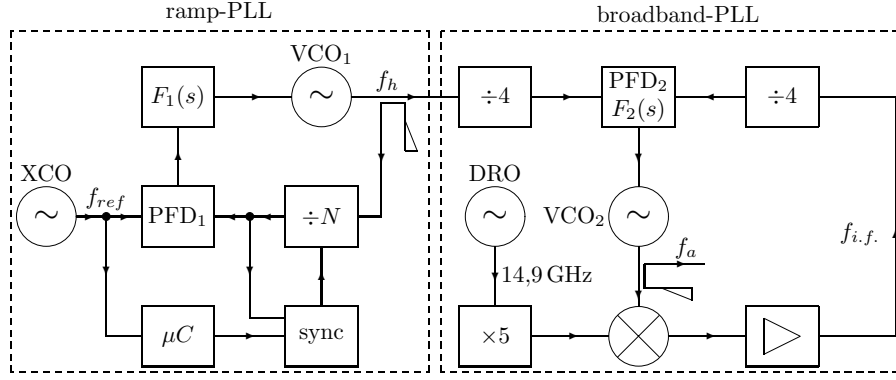 ramp-PLL
broadband-PLL
VCO₁
F₁(s)
∼
f_h
÷4
PFD₂
F₂(s)
÷4
XCO
∼
f_ref
PFD₁
÷N
DRO
∼
VCO₂
∼
f_a
f_i.f.
14,9 GHz
μC
sync
×5